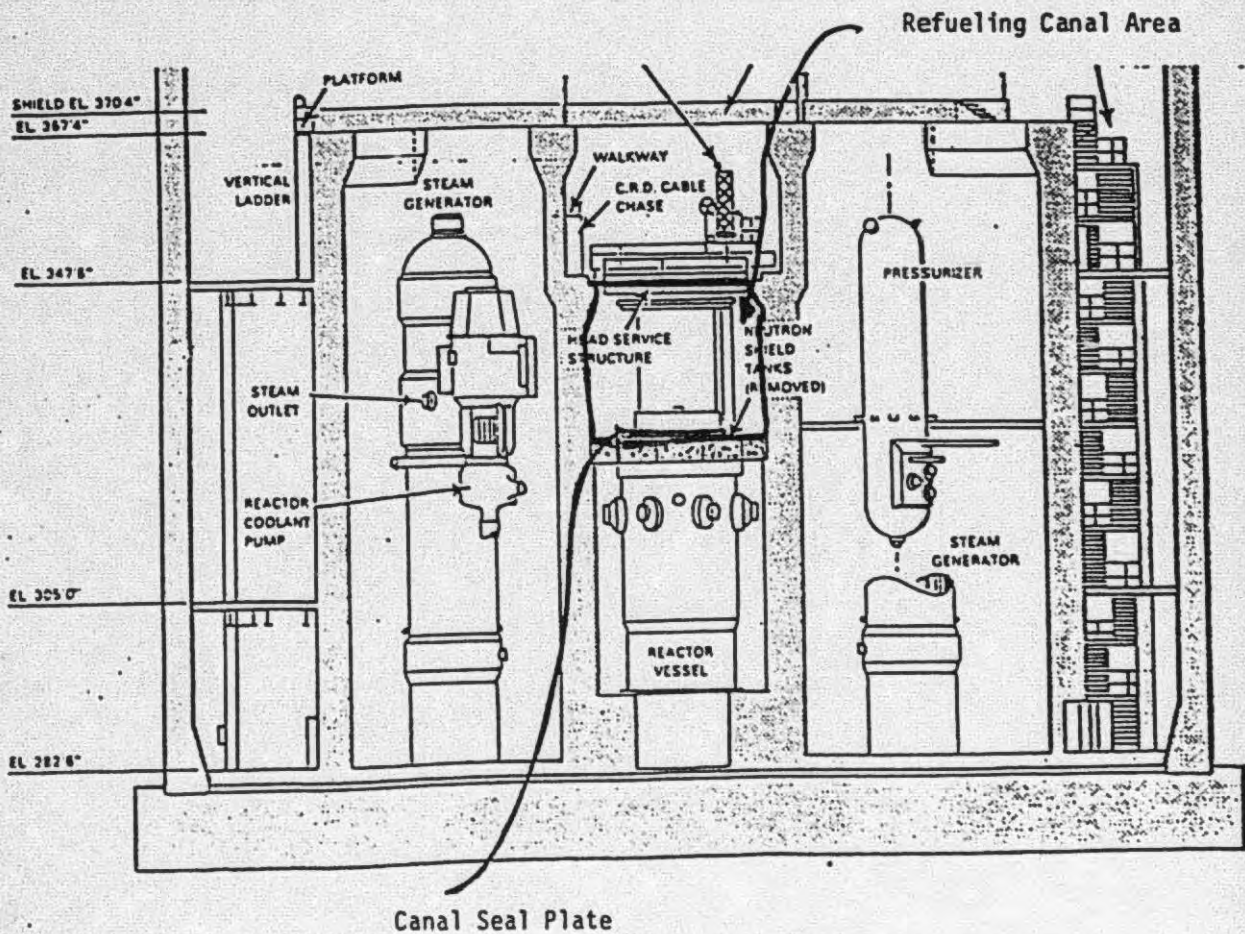 Refueling Canal Area
PLATFORM
SHIELD EL 370'4"
EL 367'4"
WALKWAY
VERTICAL
LADDER
STEAM
GENERATOR
C.R.D. CABLE
CHASE
EL 347'6"
PRESSURIZER
HEAD SERVICE
STRUCTURE
NEUTRON
SHIELD
TANKS
(REMOVED)
STEAM
OUTLET
REACTOR
COOLANT
PUMP
STEAM
GENERATOR
EL 305'0"
REACTOR
VESSEL
EL 282'6"
Canal Seal Plate